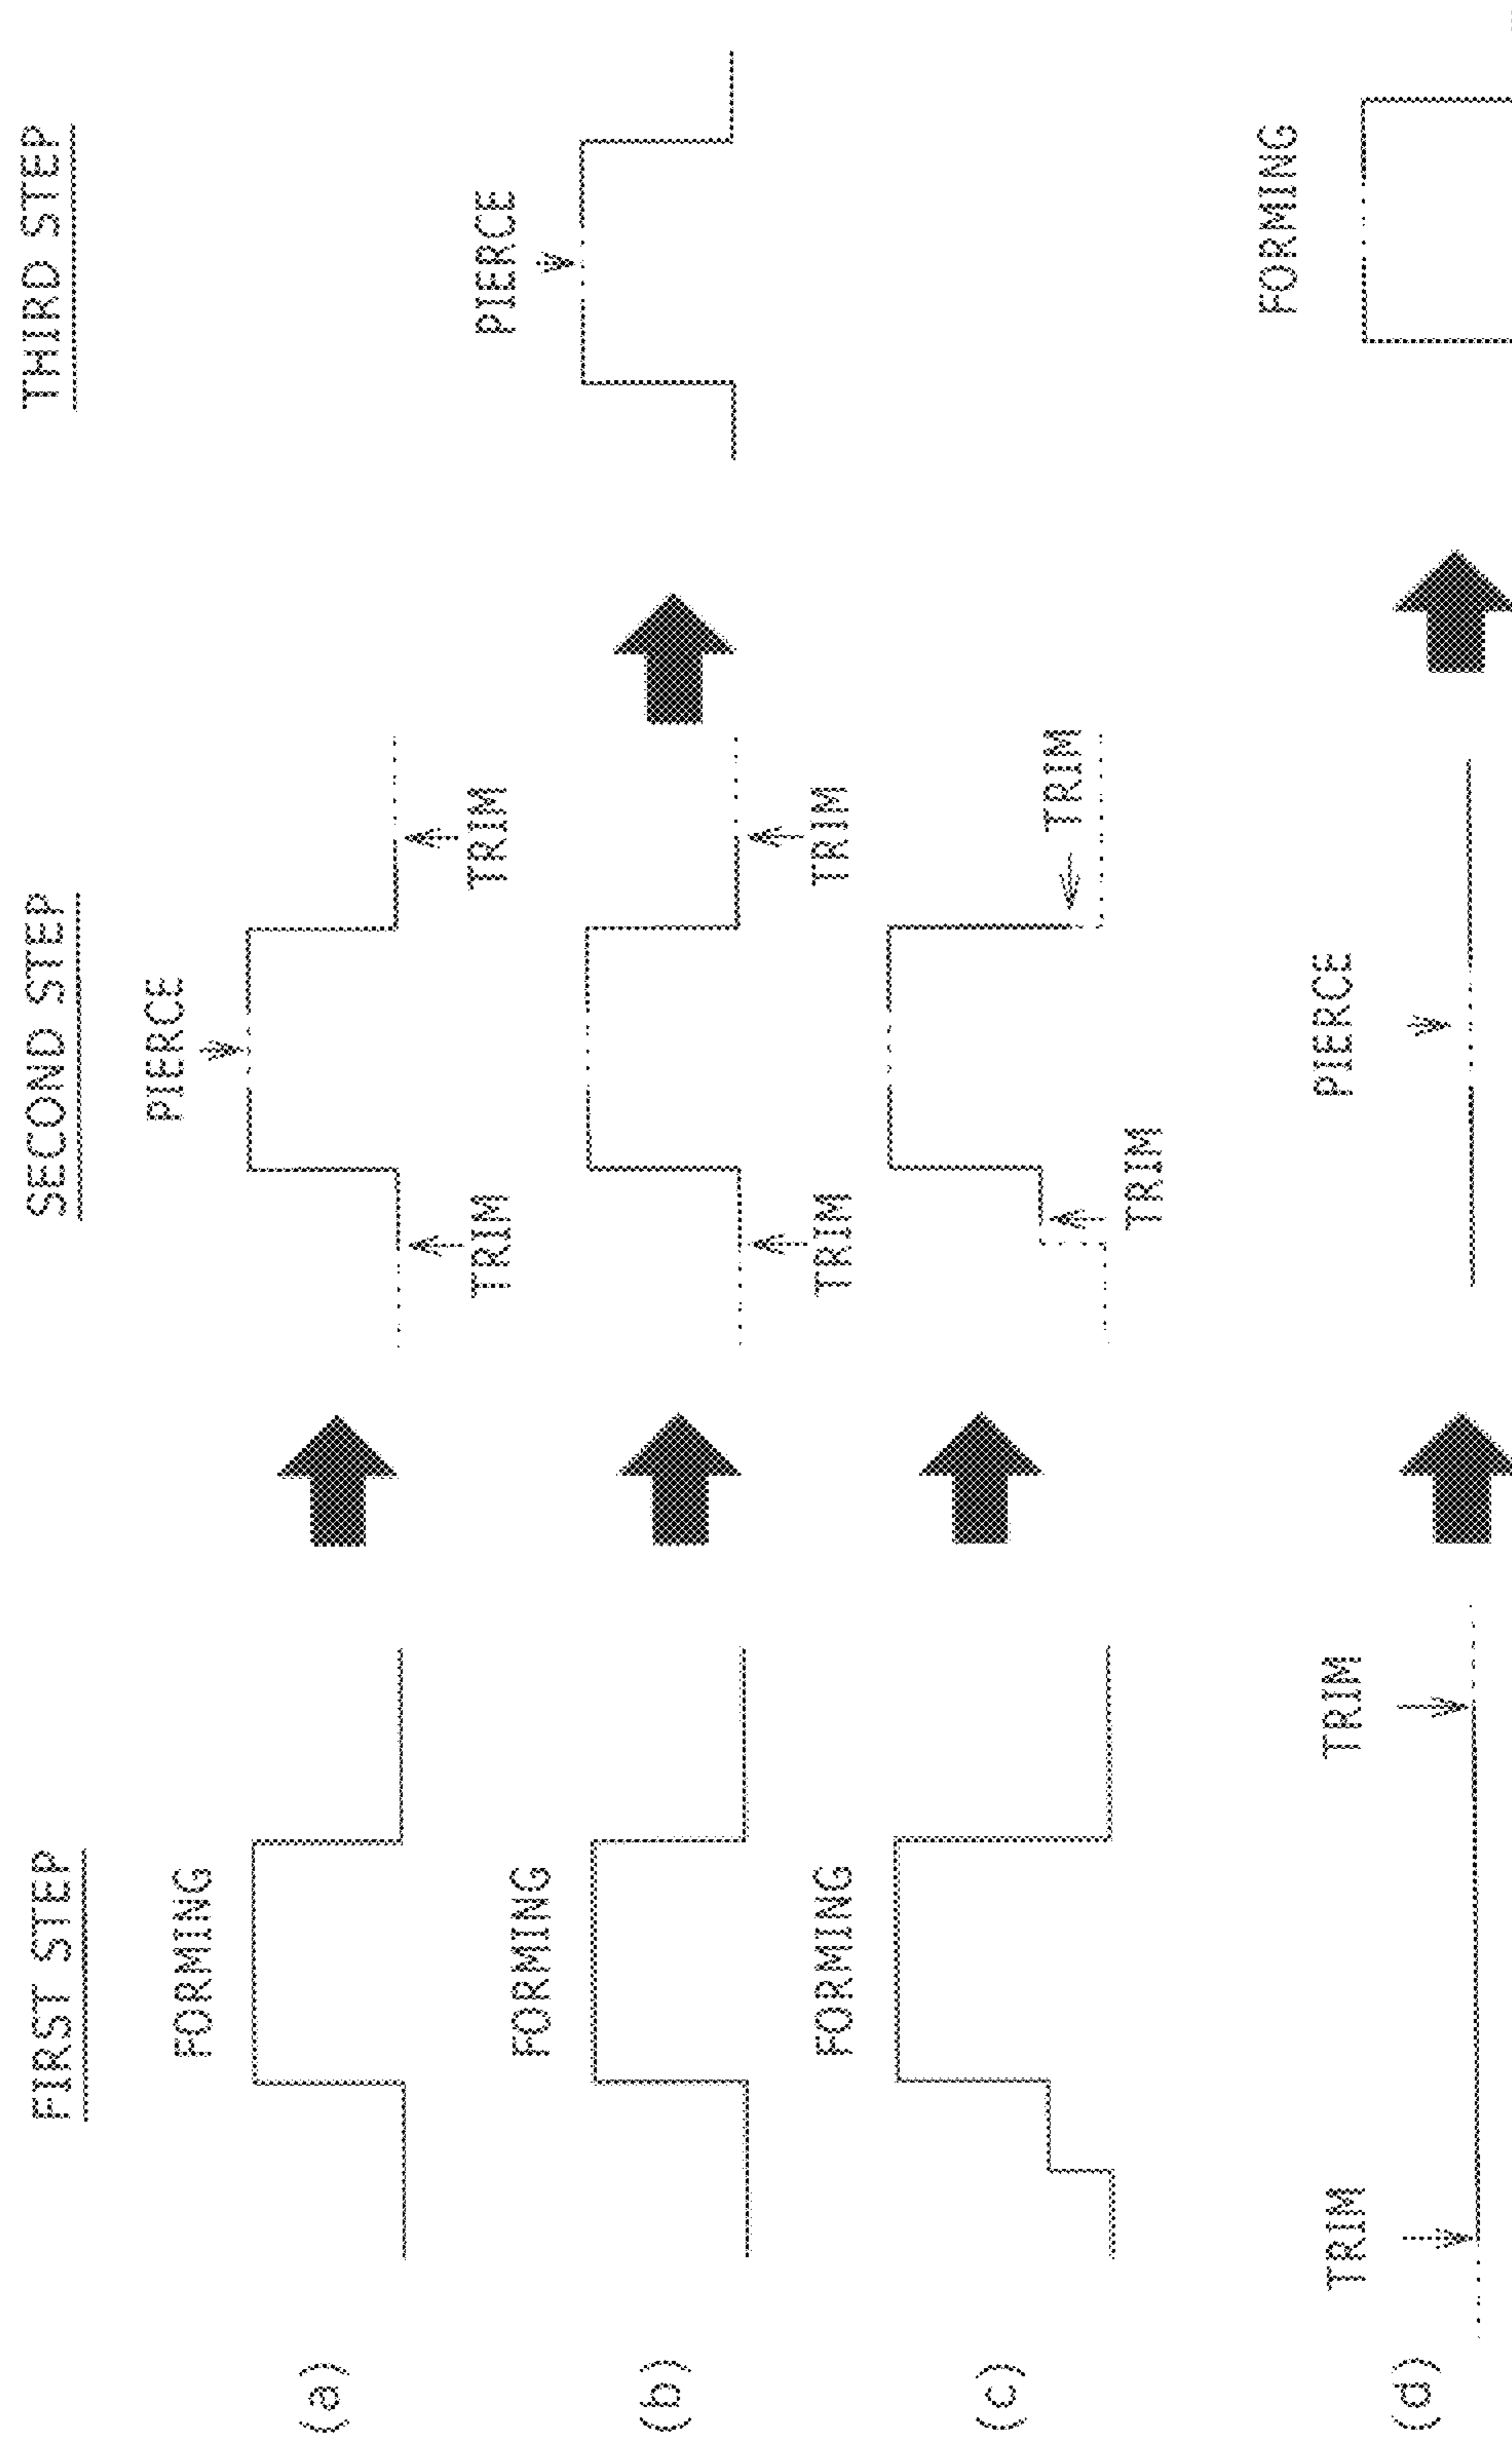 FIRST STEP
SECOND STEP
THIRD STEP
(a)
FORMING
PIERCE
TRIM
TRIM
(b)
FORMING
TRIM
TRIM
PIERCE
(c)
FORMING
TRIM
TRIM
(d)
TRIM
TRIM
PIERCE
FORMING